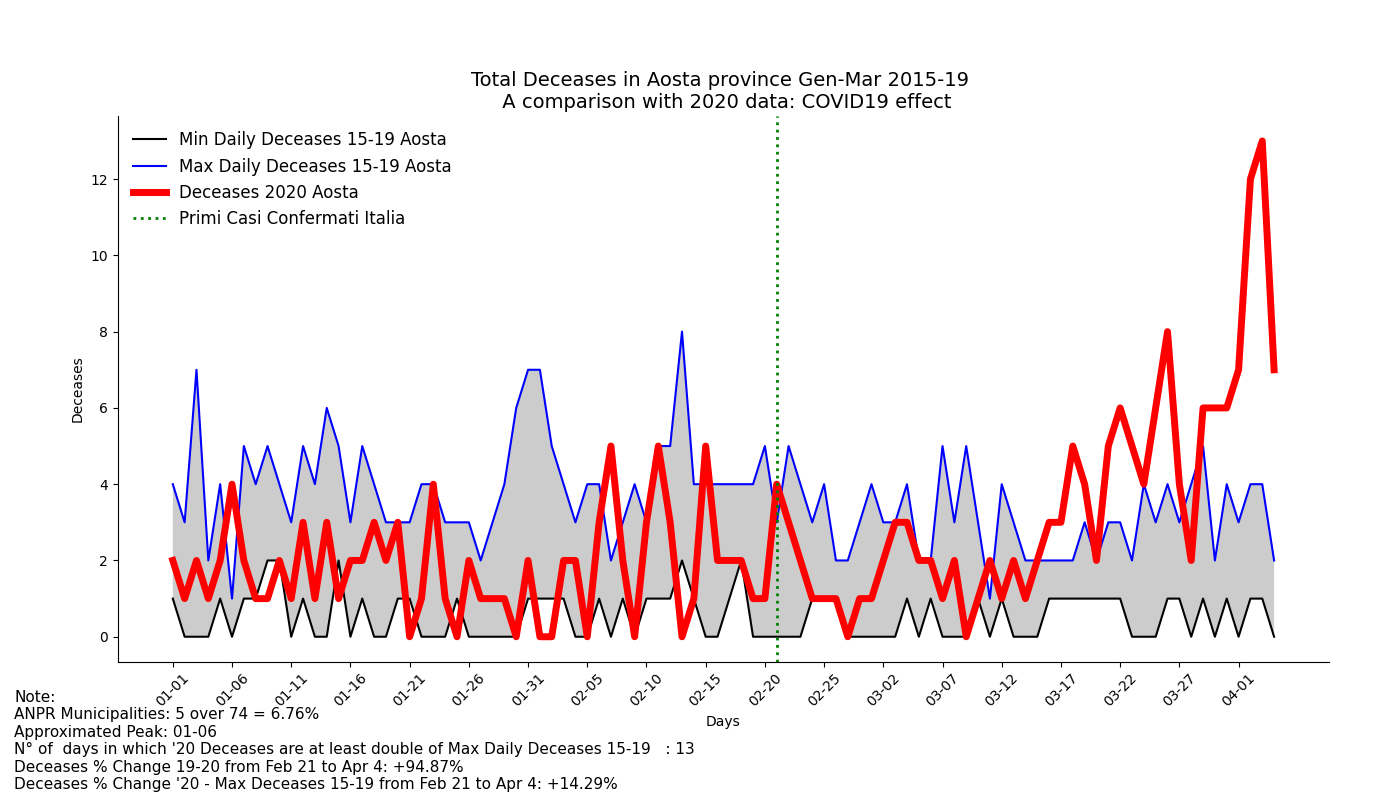 Total Deceases in Aosta province Gen-Mar 2015-19
A comparison with 2020 data: COVID19 effect
Min Daily Deceases 15-19 Aosta
Max Daily Deceases 15-19 Aosta
Deceases 2020 Aosta
Primi Casi Confermati Italia
Deceases
12
10
8
6
4
2
0
01-01 01-06 01-11 01-16 01-21 01-26 01-31 02-05 02-10 02-15 02-20 02-25 03-02 03-07 03-12 03-17 03-22 03-27 04-01
Days
Note:
ANPR Municipalities: 5 over 74 = 6.76%
Approximated Peak: 01-06
N° of  days in which '20 Deceases are at least double of Max Daily Deceases 15-19   : 13
Deceases % Change 19-20 from Feb 21 to Apr 4: +94.87%
Deceases % Change '20 - Max Deceases 15-19 from Feb 21 to Apr 4: +14.29%